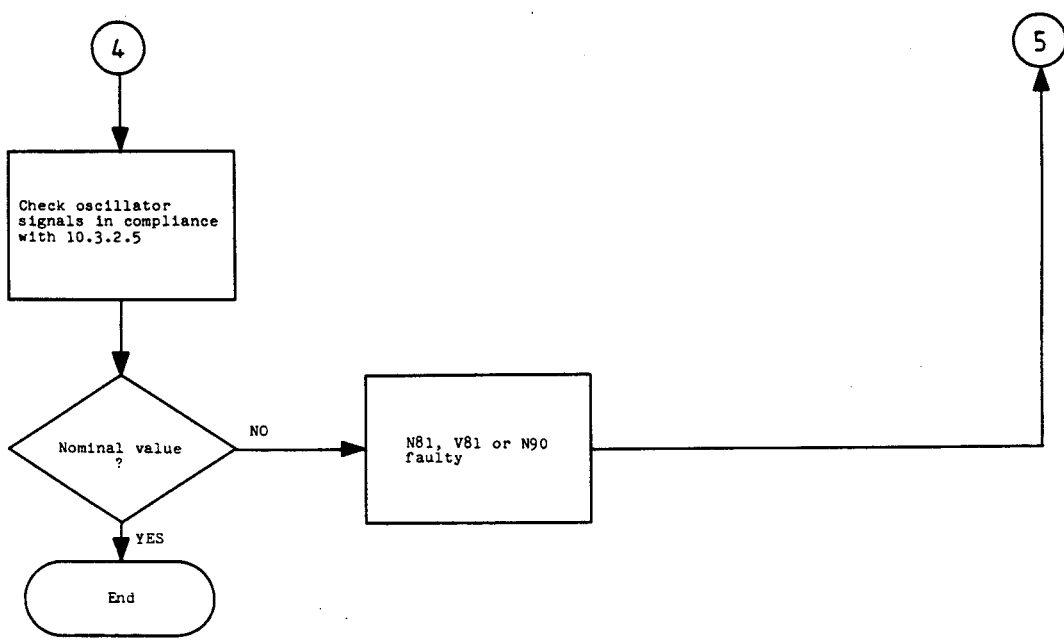 4
5
Check oscillator
signals in compliance
with 10.3.2.5
Nominal value
?
NO
N81, V81 or N90
faulty
YES
End